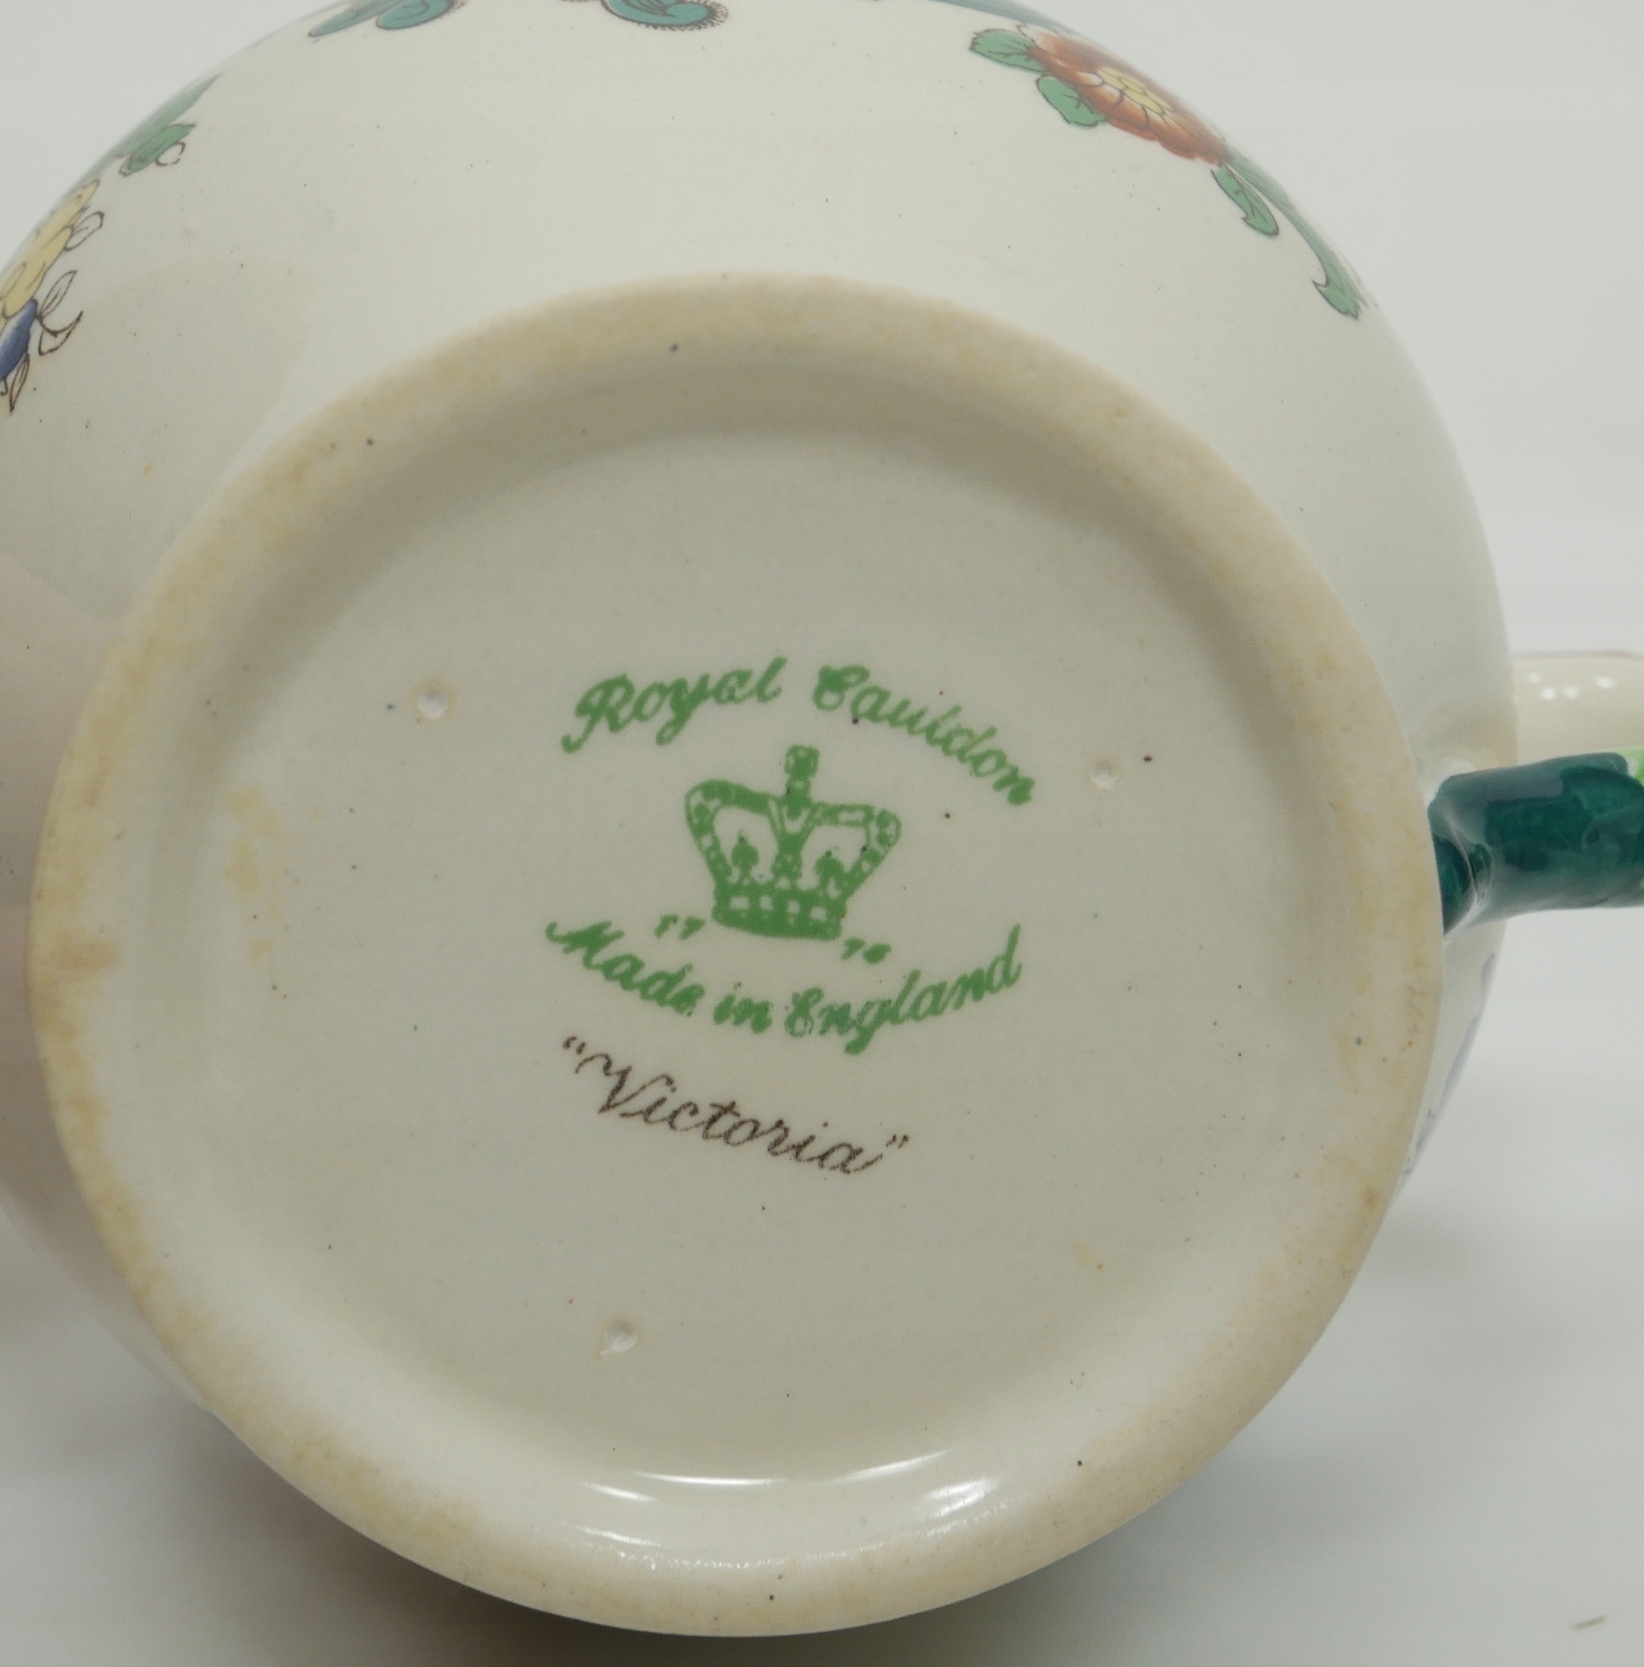 Royal Cauldon
17 74
Made in England
"Victoria"